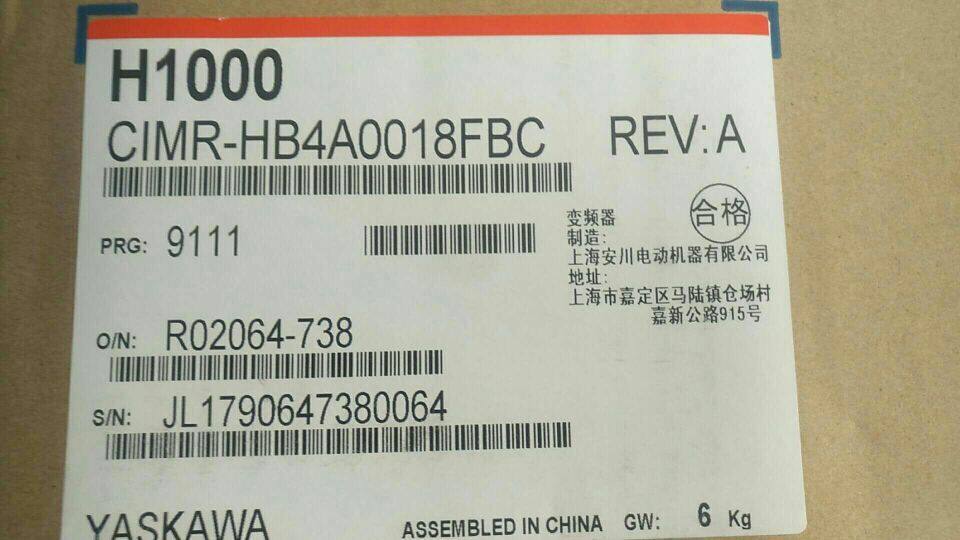 H1000
CIMR-HB4A0018FBC REV: A
PRG: 9111
变频器
合格
制造:
上海安川电动机器有限公司
地址:
上海市嘉定区马陆镇仓场村
嘉新公路915号
O/N: R02064-738
S/N: JL1790647380064
YASKAWA ASSEMBLED IN CHINA GW: 6 Kg